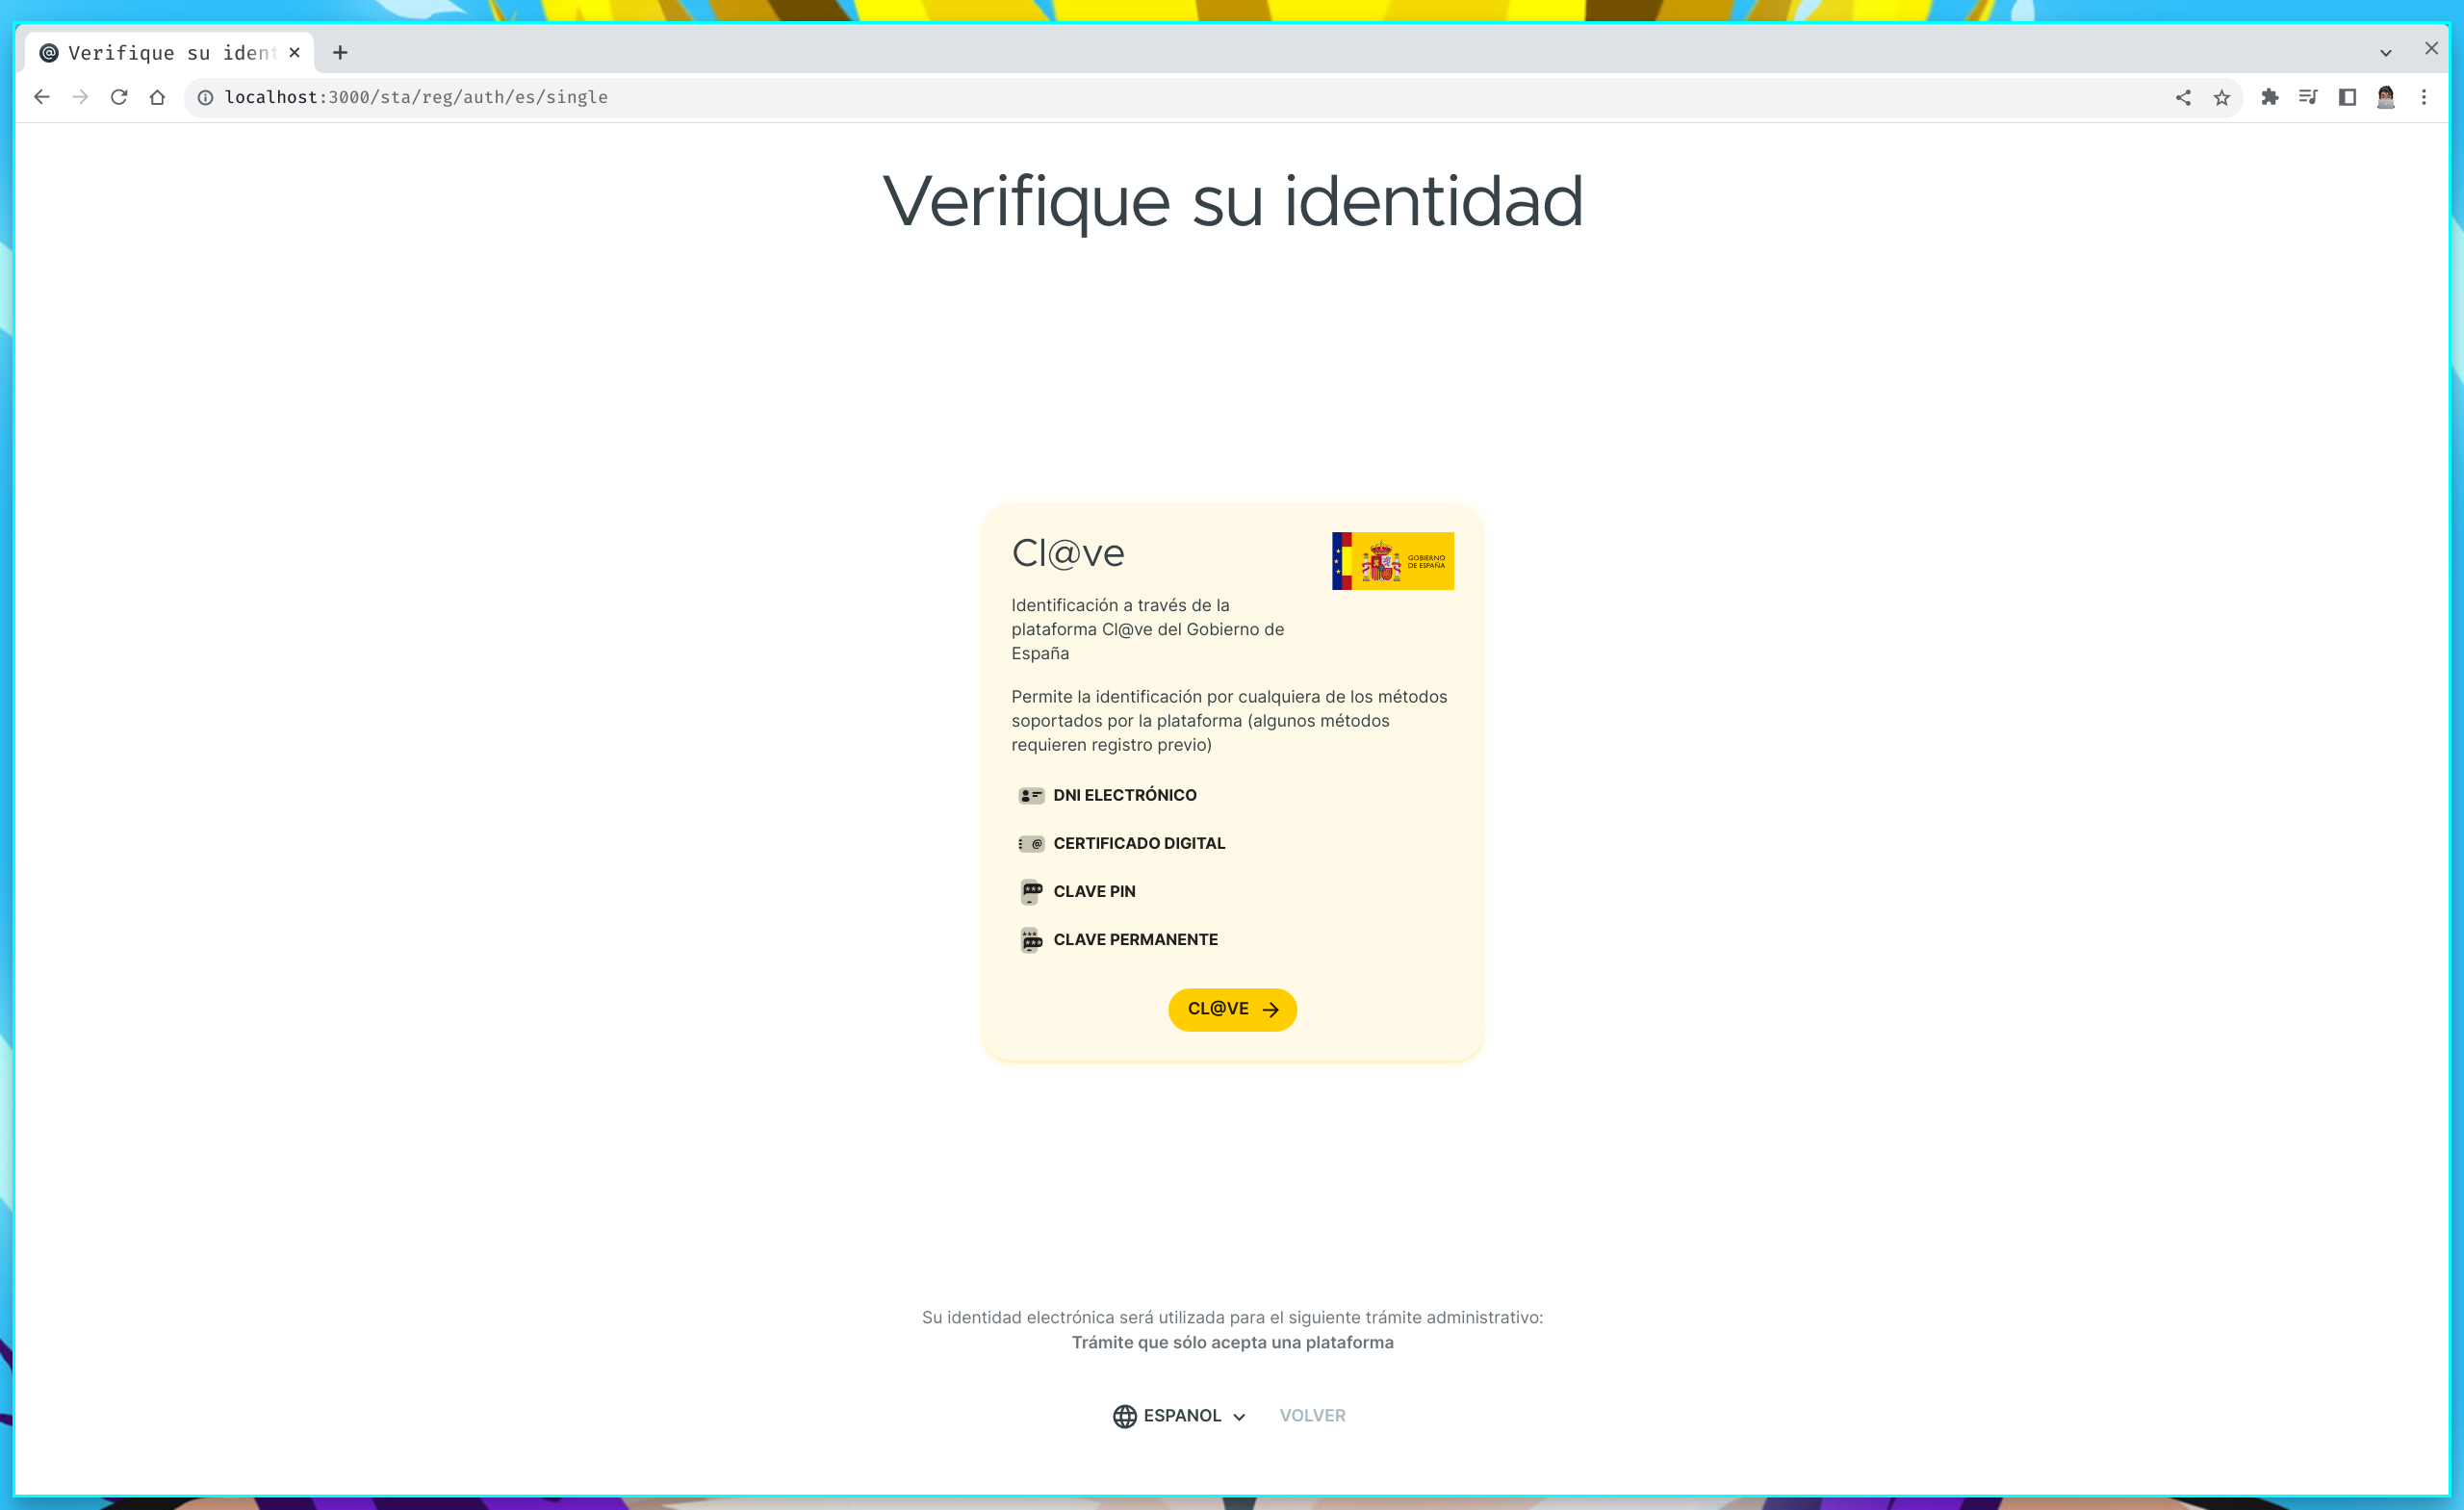 Verifique su ident
localhost:3000/sta/reg/auth/es/single
Verifique su identidad
Cl@ve
GOBIERNO
DE ESPAÑA
Identificación a través de la
plataforma Cl@ve del Gobierno de
España
Permite la identificación por cualquiera de los métodos
soportados por la plataforma (algunos métodos
requieren registro previo)
DNI ELECTRÓNICO
CERTIFICADO DIGITAL
CLAVE PIN
CLAVE PERMANENTE
CL@VE
Su identidad electrónica será utilizada para el siguiente trámite administrativo:
Trámite que sólo acepta una plataforma
ESPANOL
VOLVER